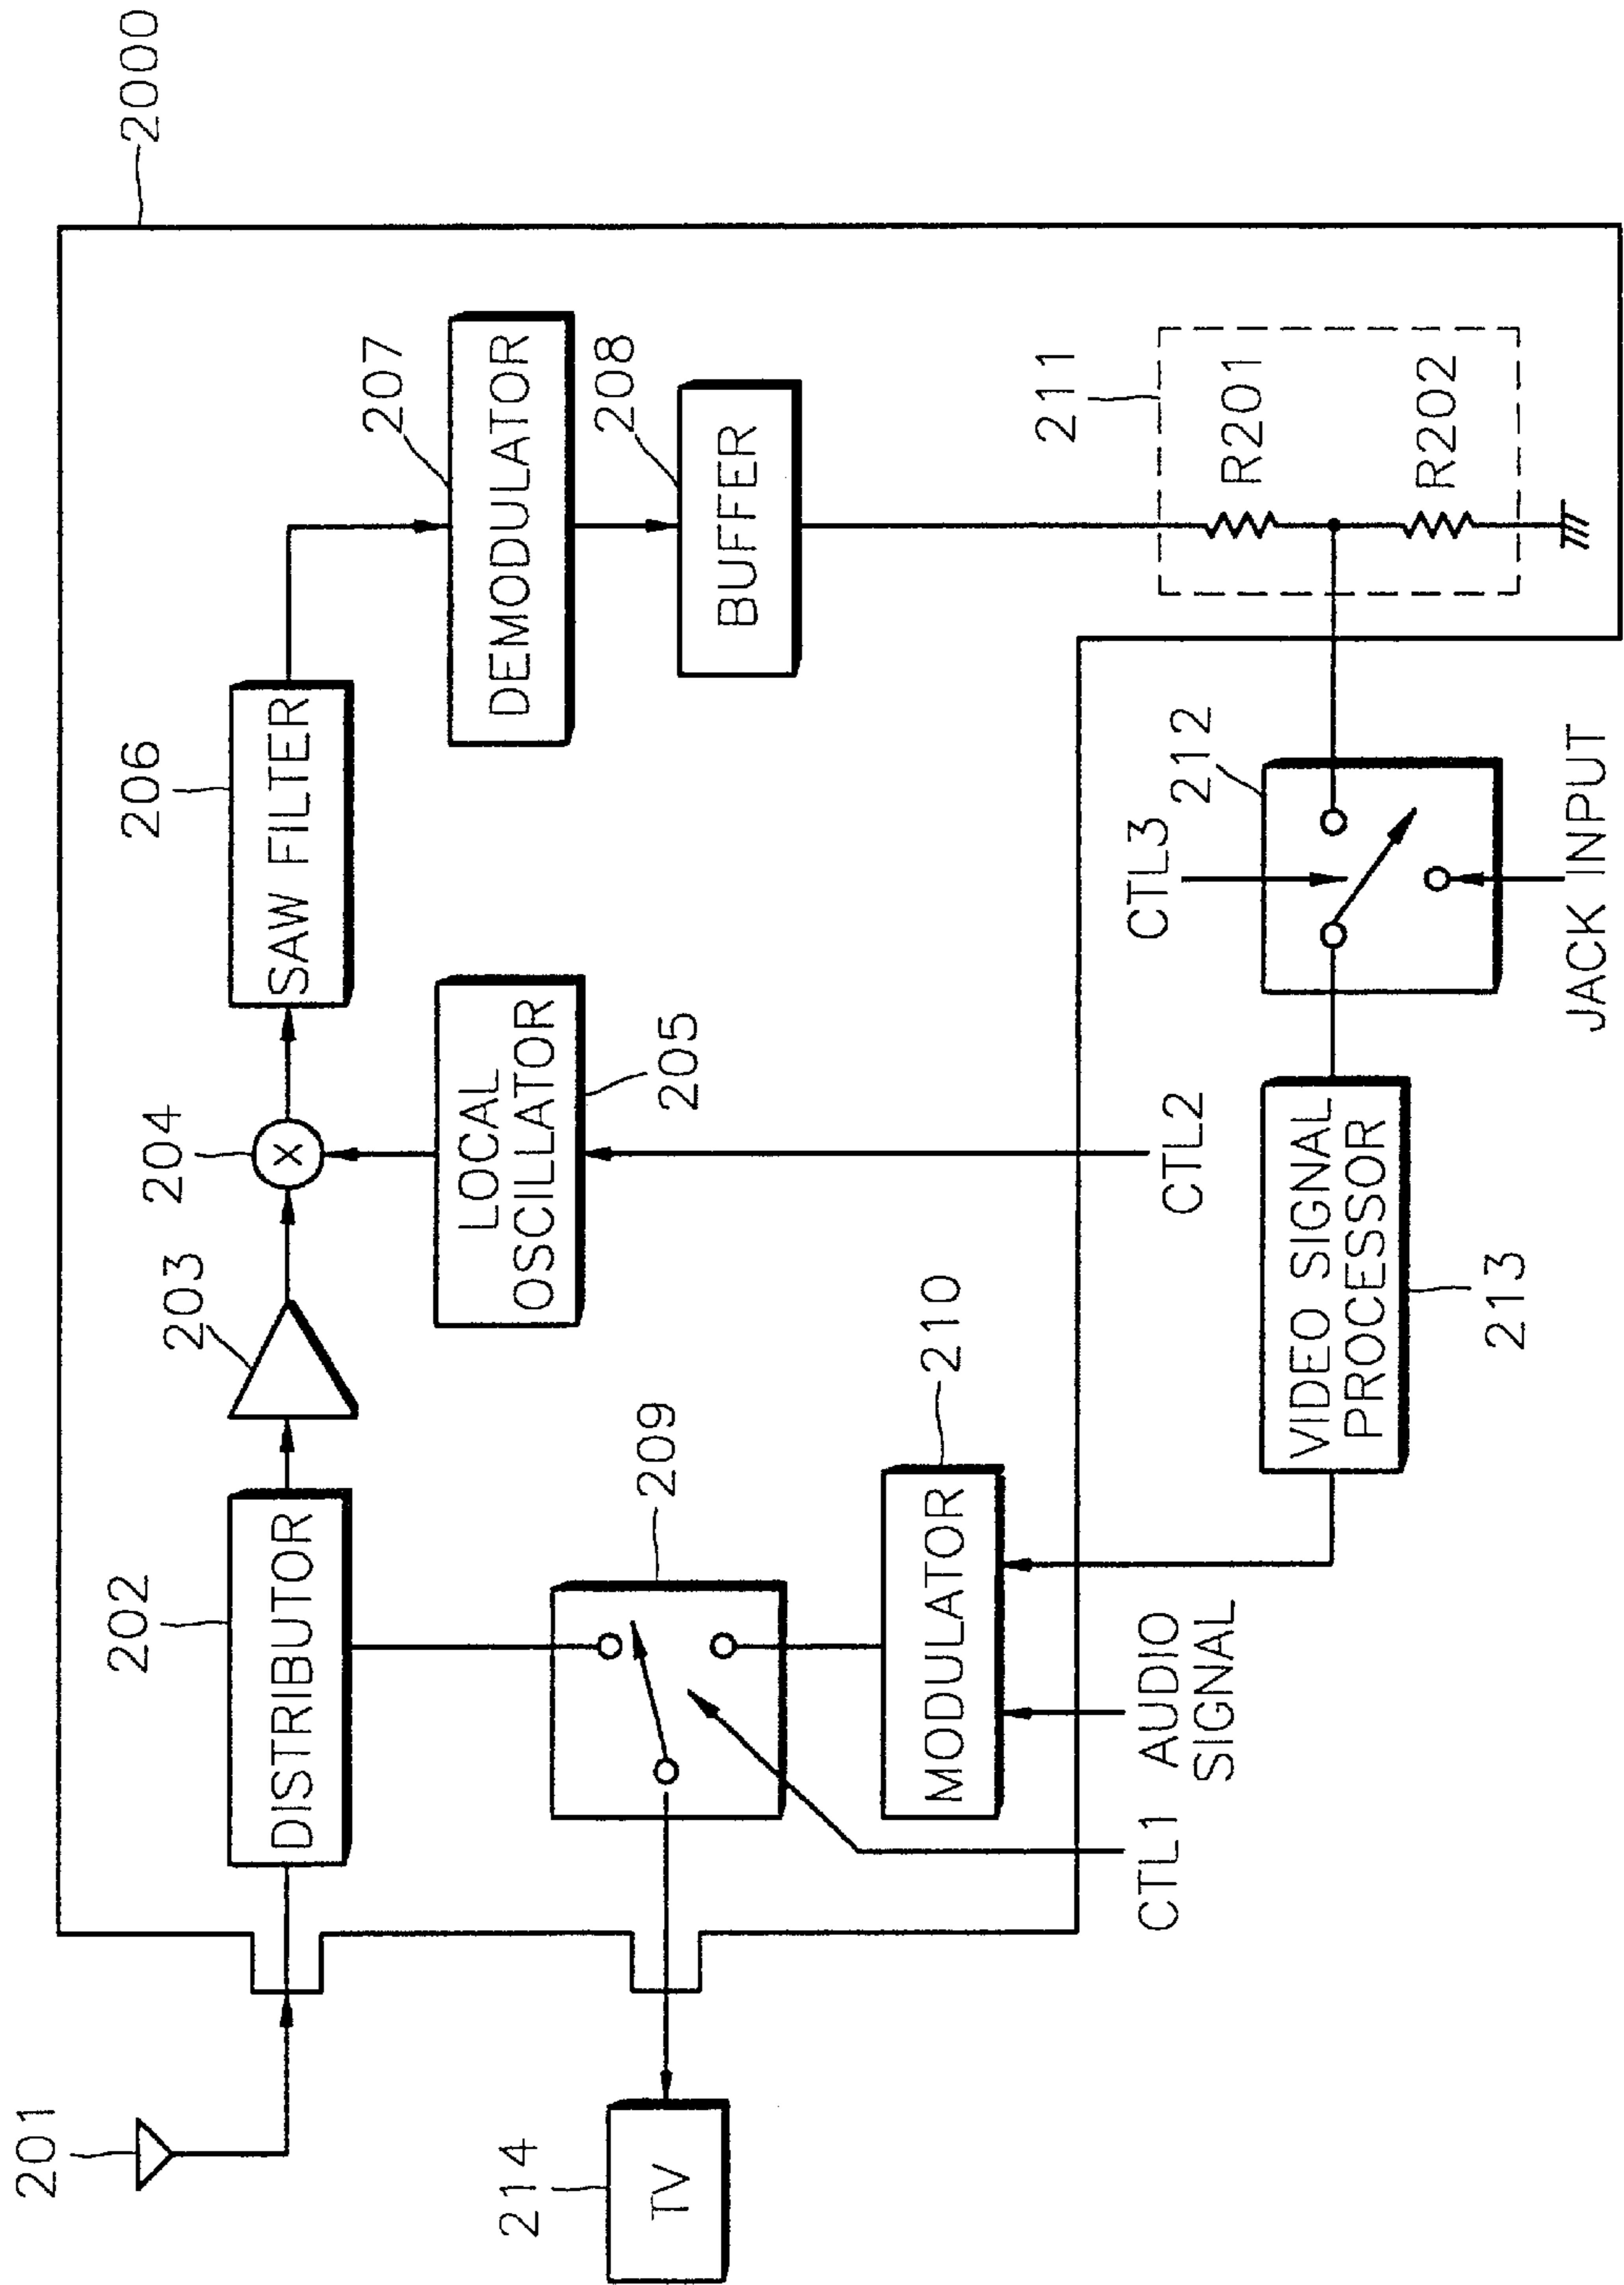 2000
201
202
DISTRIBUTOR
203
204
X
206
SAW FILTER
207
DEMODULATOR
LOCAL
OSCILLATOR
205
208
BUFFER
214
TV
209
210
MODULATOR
211
R201
R202
CTL1
AUDIO
SIGNAL
CTL2
CTL3
212
VIDEO SIGNAL
PROCESSOR
213
JACK INPUT